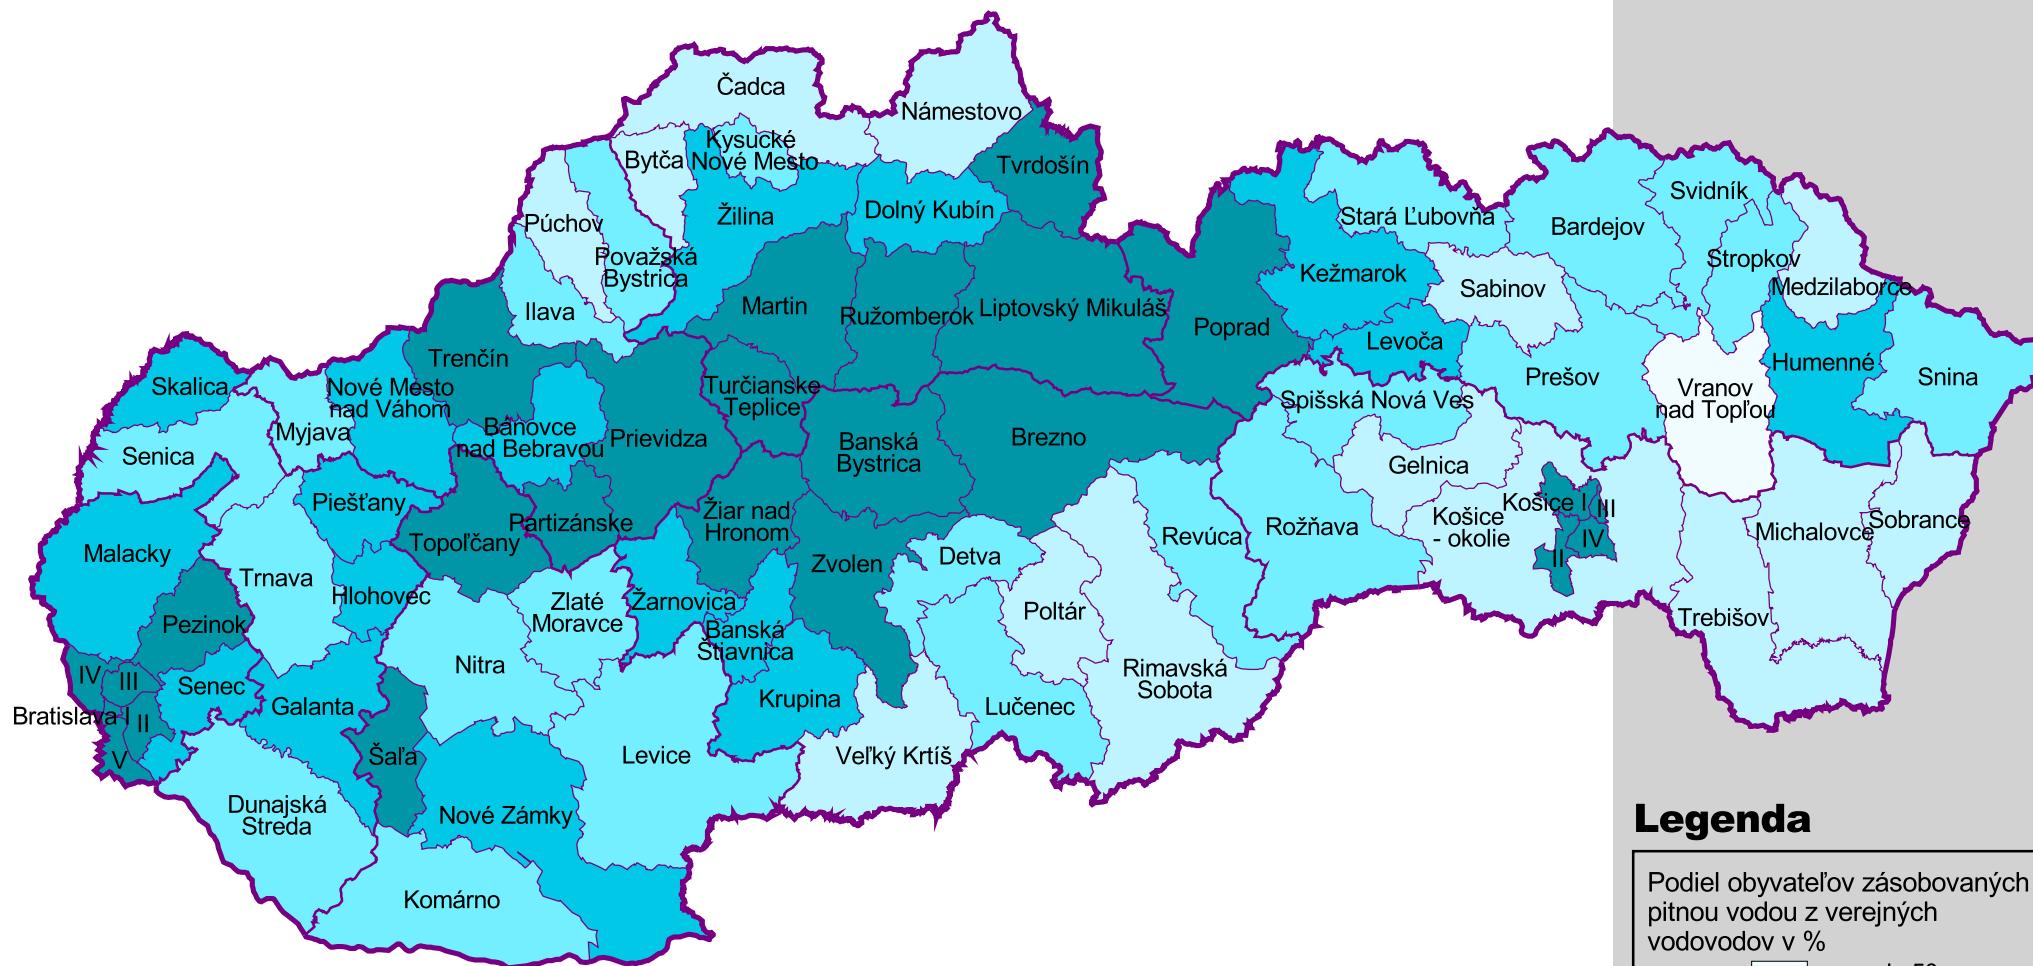 Čadca
Námestovo
Kysucké
Nové Mesto
Bytča
Tvrdošín
Púchov
Žilina
Dolný Kubín
Považská
Bystrica
Ilava
Martin
Ružomberok
Liptovský Mikuláš
Poprad
Kežmarok
Stará Ľubovňa
Bardejov
Svidník
Stropkov
Medzilaborce
Sabinov
Levoča
Prešov
Vranov
nad Topľou
Humenné
Snina
Skalica
Senica
Myjava
Nové Mesto
nad Váhom
Trenčín
Bánovce
nad Bebravou
Prievidza
Turčianske
Teplice
Banská
Bystrica
Brezno
Spišská Nová Ves
Gelnica
Rožňava
Revúca
Košice
- okolie
Košice I
II
III
IV
Michalovce
Sobrance
Trebišov
Malacky
Piešťany
Trnava
Hlohovec
Topoľčany
Partizánske
Žiar nad
Hronom
Zvolen
Detva
Poltár
Rimavská
Sobota
Lučenec
Veľký Krtíš
Zlaté
Moravce
Žarnovica
Banská
Štiavnica
Krupina
Nitra
Levice
Pezinok
Senec
Galanta
Šaľa
IV
III
Bratislava I
II
V
Dunajská
Streda
Nové Zámky
Komárno
Legenda
Podiel obyvateľov zásobovaných
pitnou vodou z verejných
vodovodov v %